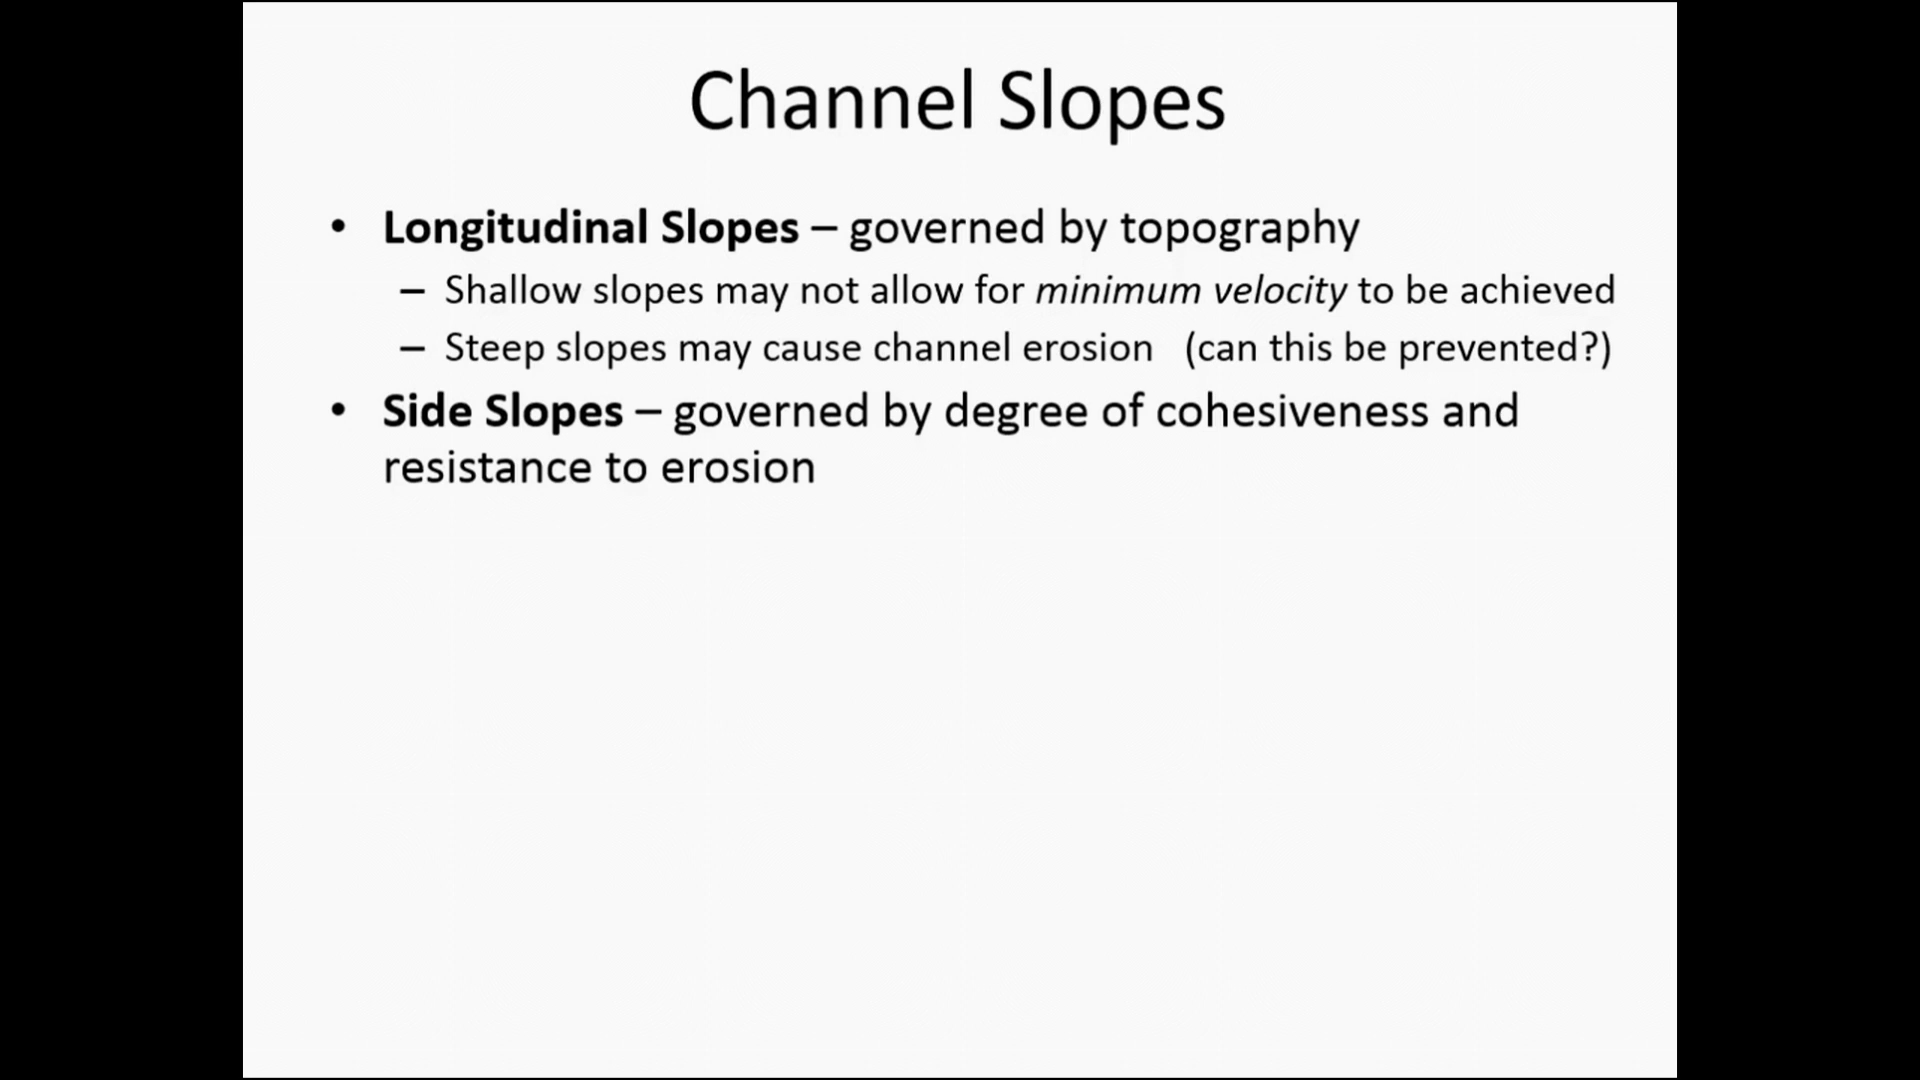 Channel Slopes
• Longitudinal Slopes – governed by topography
– Shallow slopes may not allow for minimum velocity to be achieved
– Steep slopes may cause channel erosion (can this be prevented?)
• Side Slopes – governed by degree of cohesiveness and
resistance to erosion